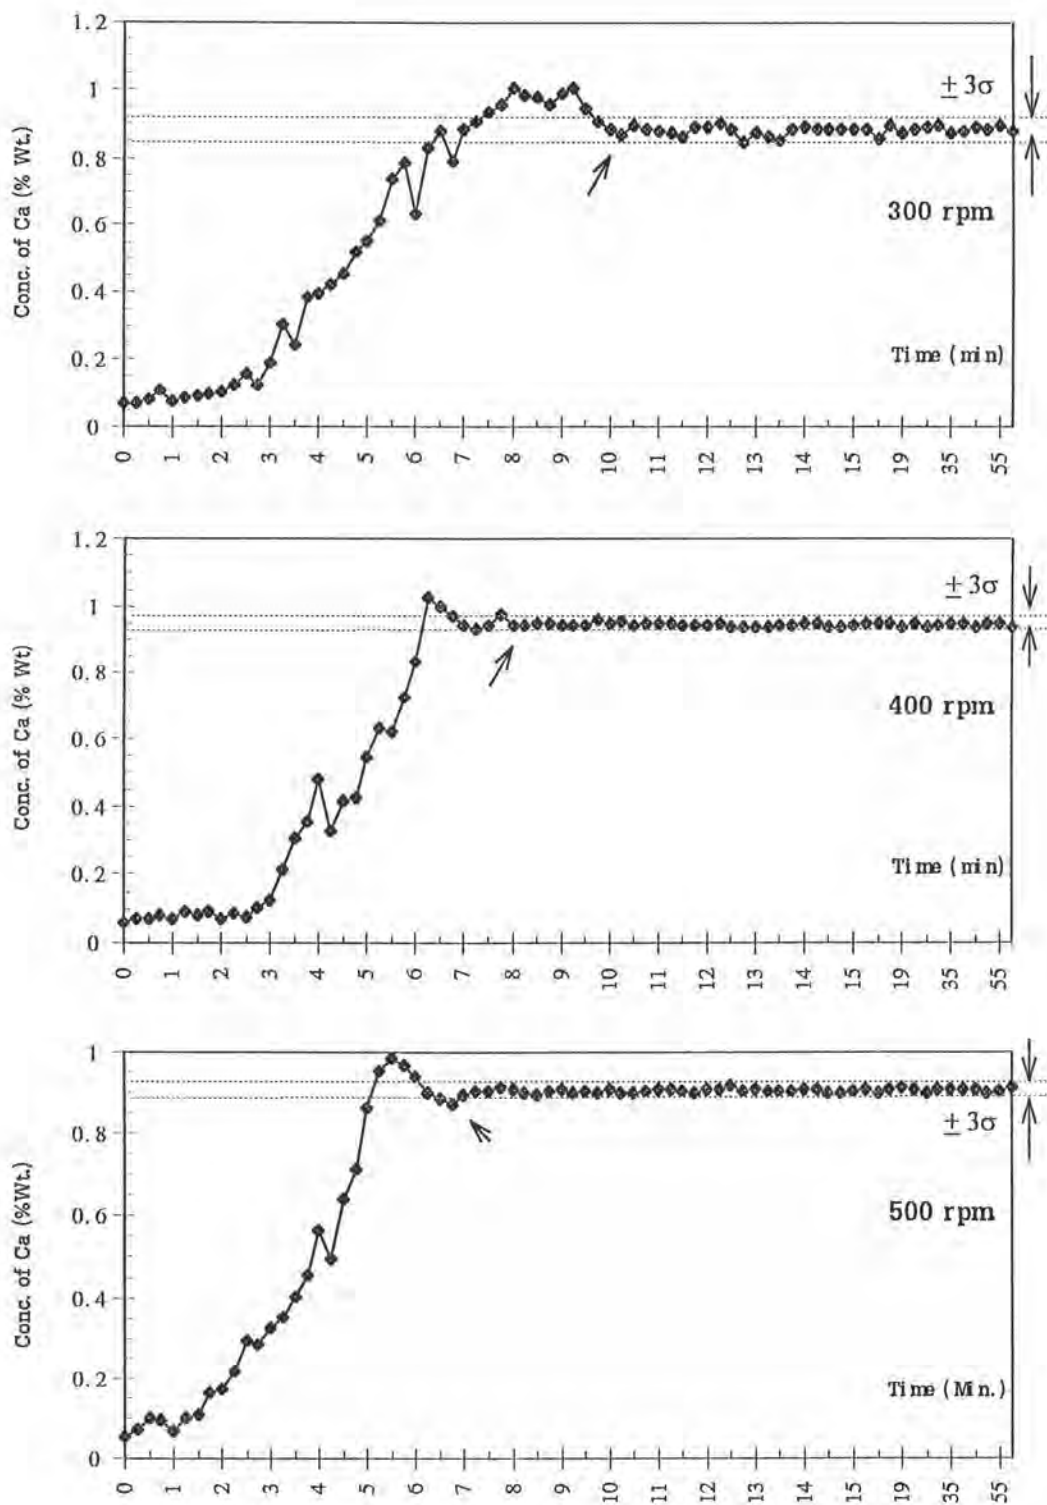 1.2
1
0.8
0.6
0.4
0.2
0
Conc. of Ca (% Wt.)
± 3σ
300 rpm
Time (min)
0 1 2 3 4 5 6 7 8 9 10 11 12 13 14 15 19 35 55
1.2
1
0.8
0.6
0.4
0.2
0
Conc. of Ca (% Wt)
± 3σ
400 rpm
Time (min)
0 1 2 3 4 5 6 7 8 9 10 11 12 13 14 15 19 35 55
1
0.8
0.6
0.4
0.2
0
Conc. of Ca (%Wt.)
± 3σ
500 rpm
Time (Min.)
0 1 2 3 4 5 6 7 8 9 10 11 12 13 14 15 19 35 55